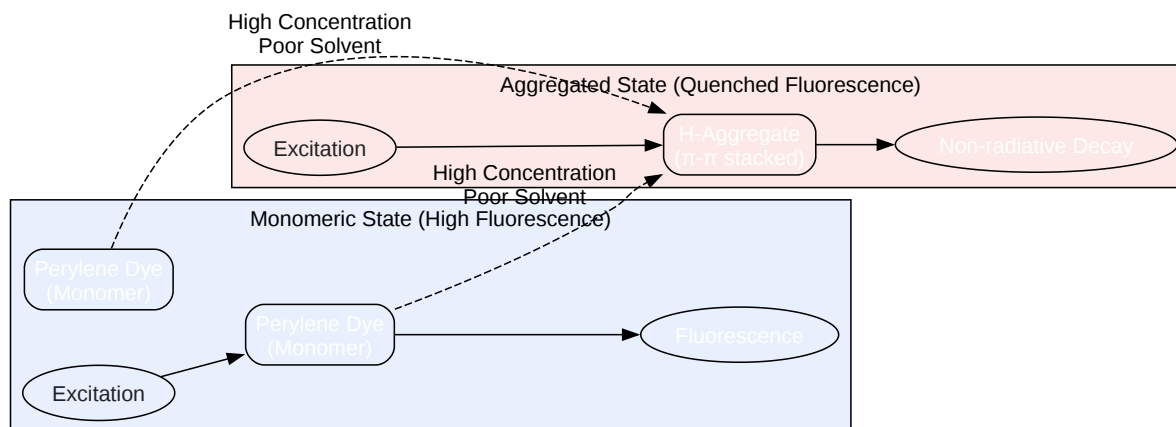 High Concentration
Poor Solvent
Aggregated State (Quenched Fluorescence)
Excitation
H-Aggregate
(π-π stacked)
Non-radiative Decay
High Concentration
Poor Solvent
Monomeric State (High Fluorescence)
Perylene Dye
(Monomer)
Perylene Dye
(Monomer)
Fluorescence
Excitation